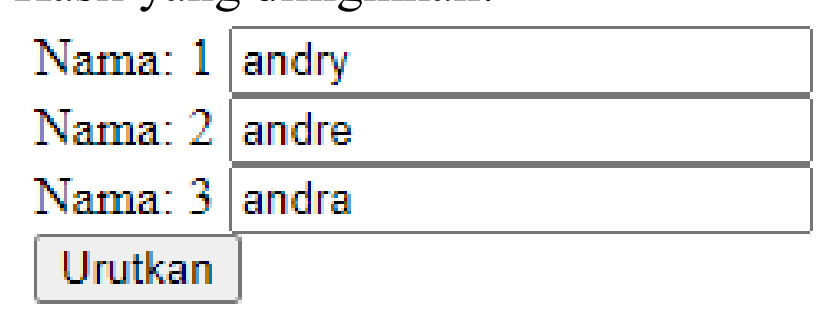 Nama: 1 andry
Nama: 2 andre
Nama: 3 andra
Urutkan